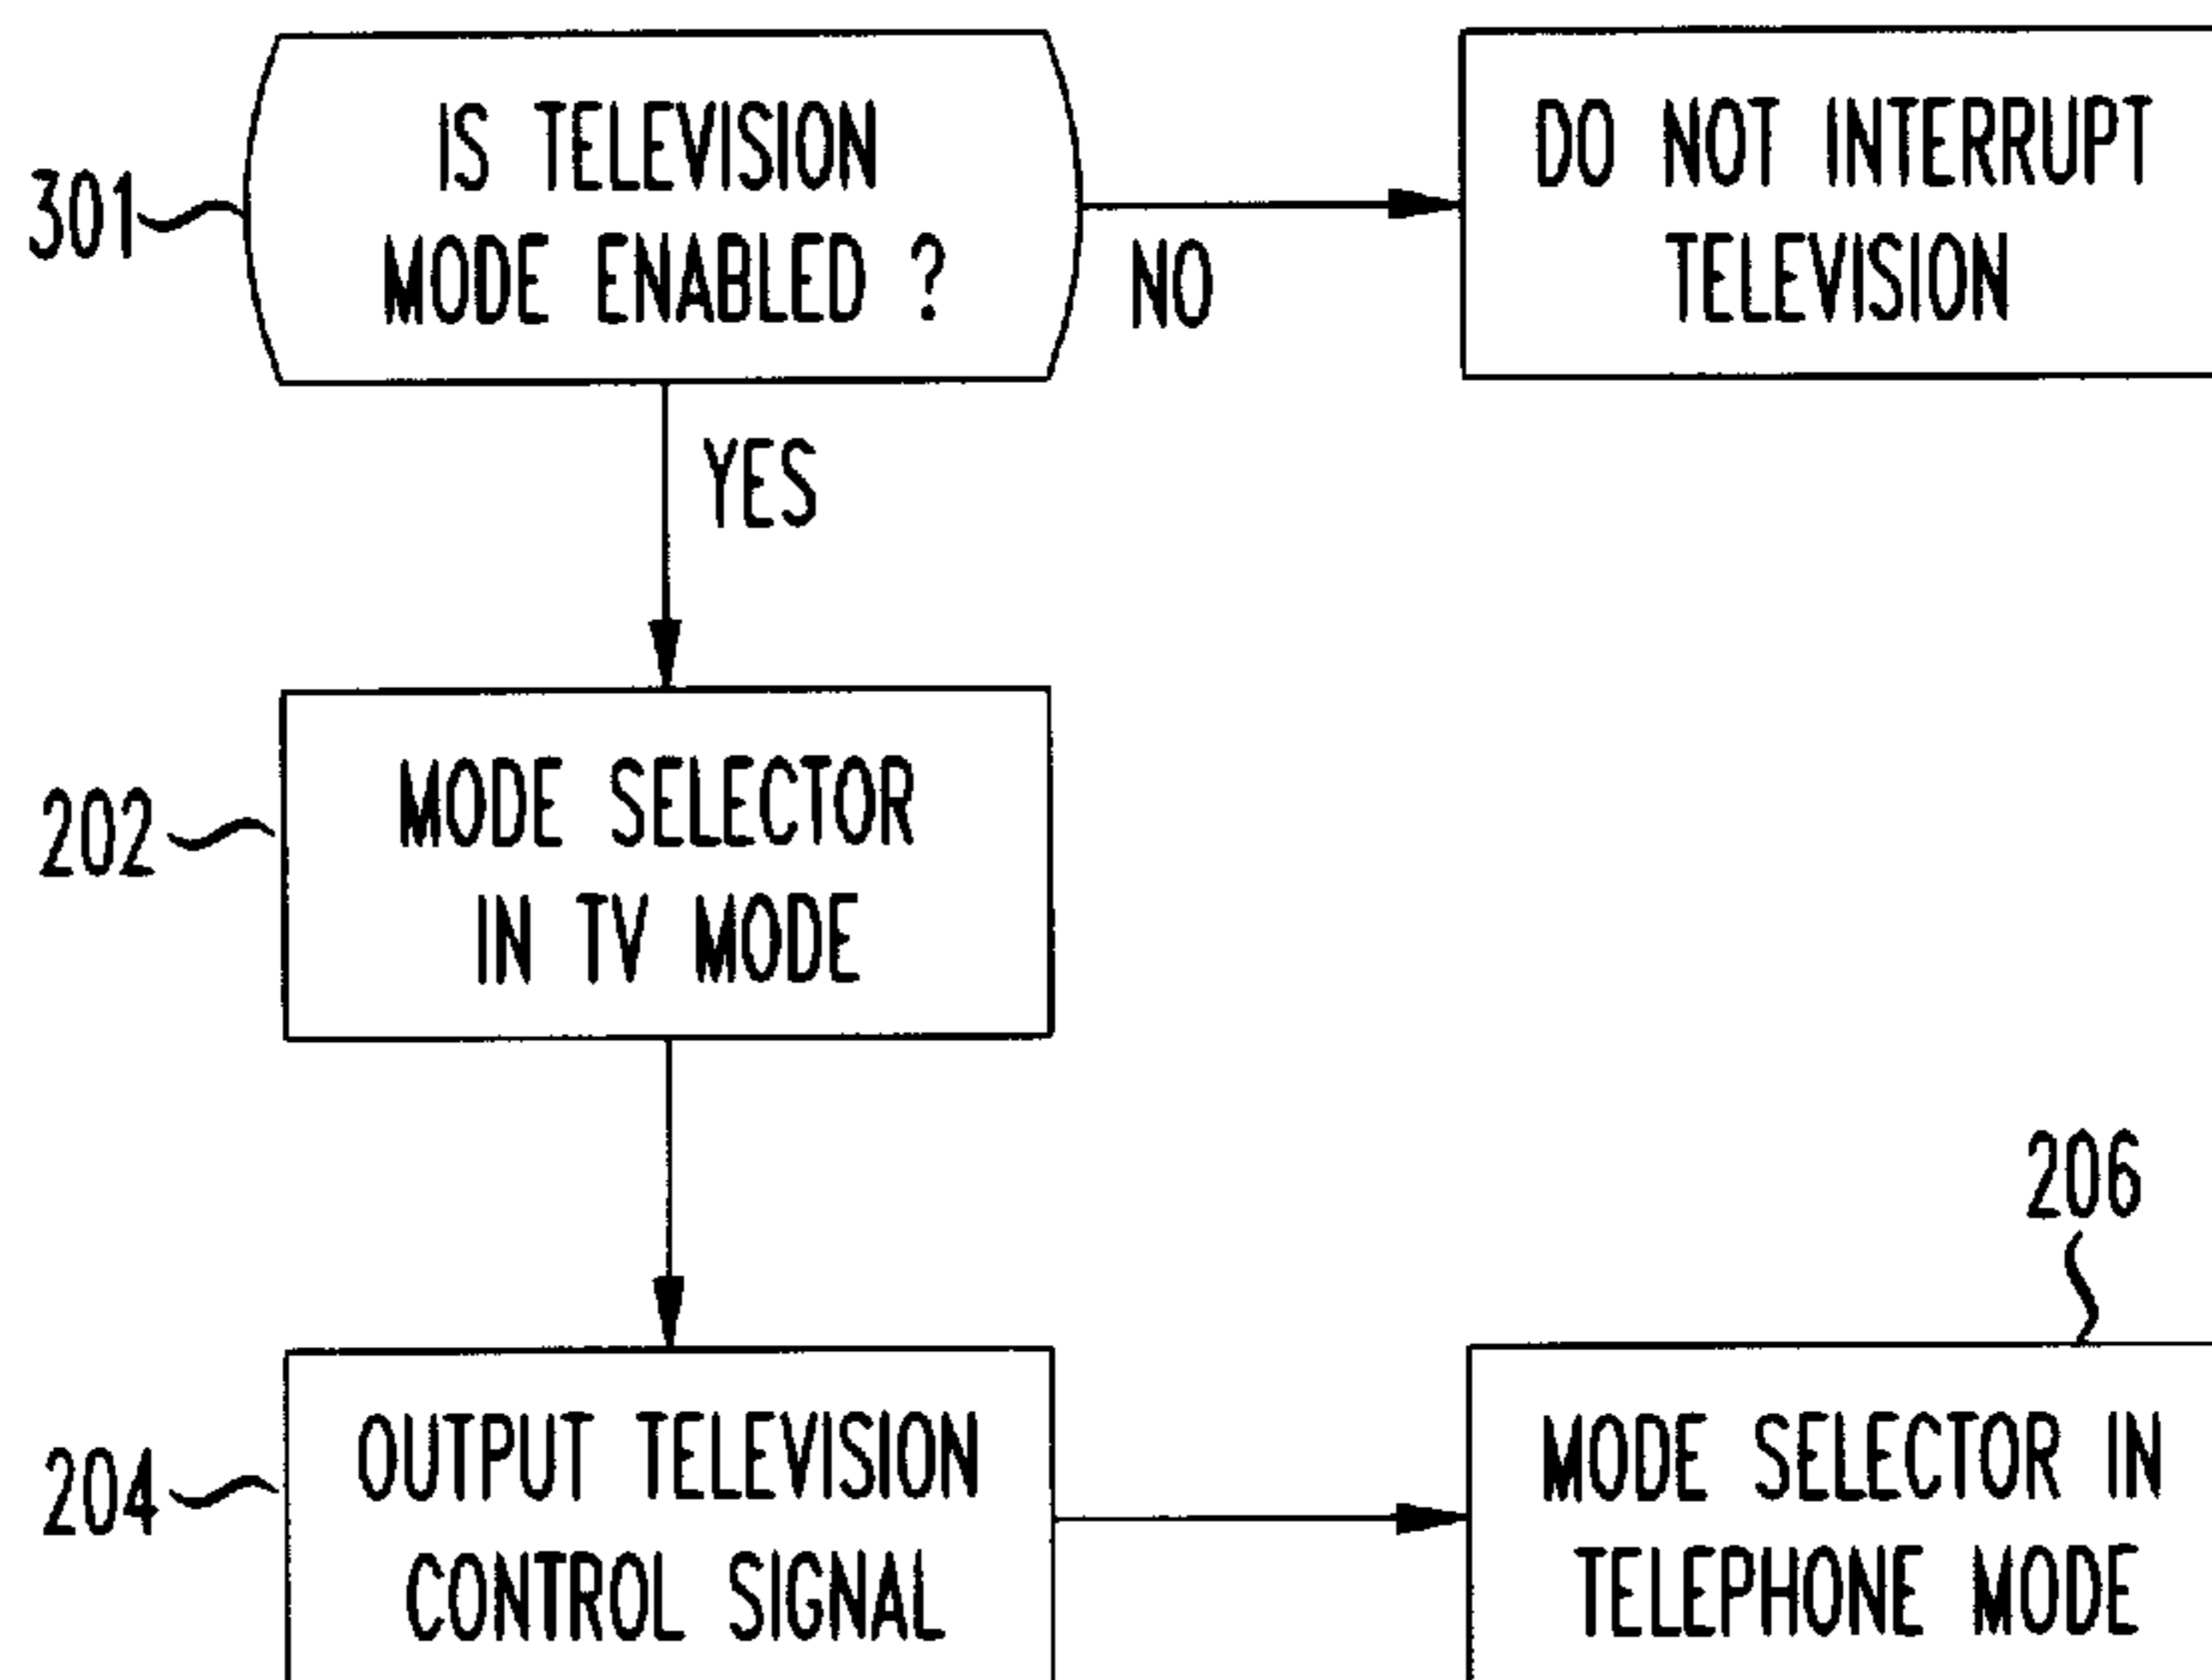 301
IS TELEVISION
MODE ENABLED ?
NO
DO NOT INTERRUPT
TELEVISION
YES
202
MODE SELECTOR
IN TV MODE
204
OUTPUT TELEVISION
CONTROL SIGNAL
206
MODE SELECTOR IN
TELEPHONE MODE